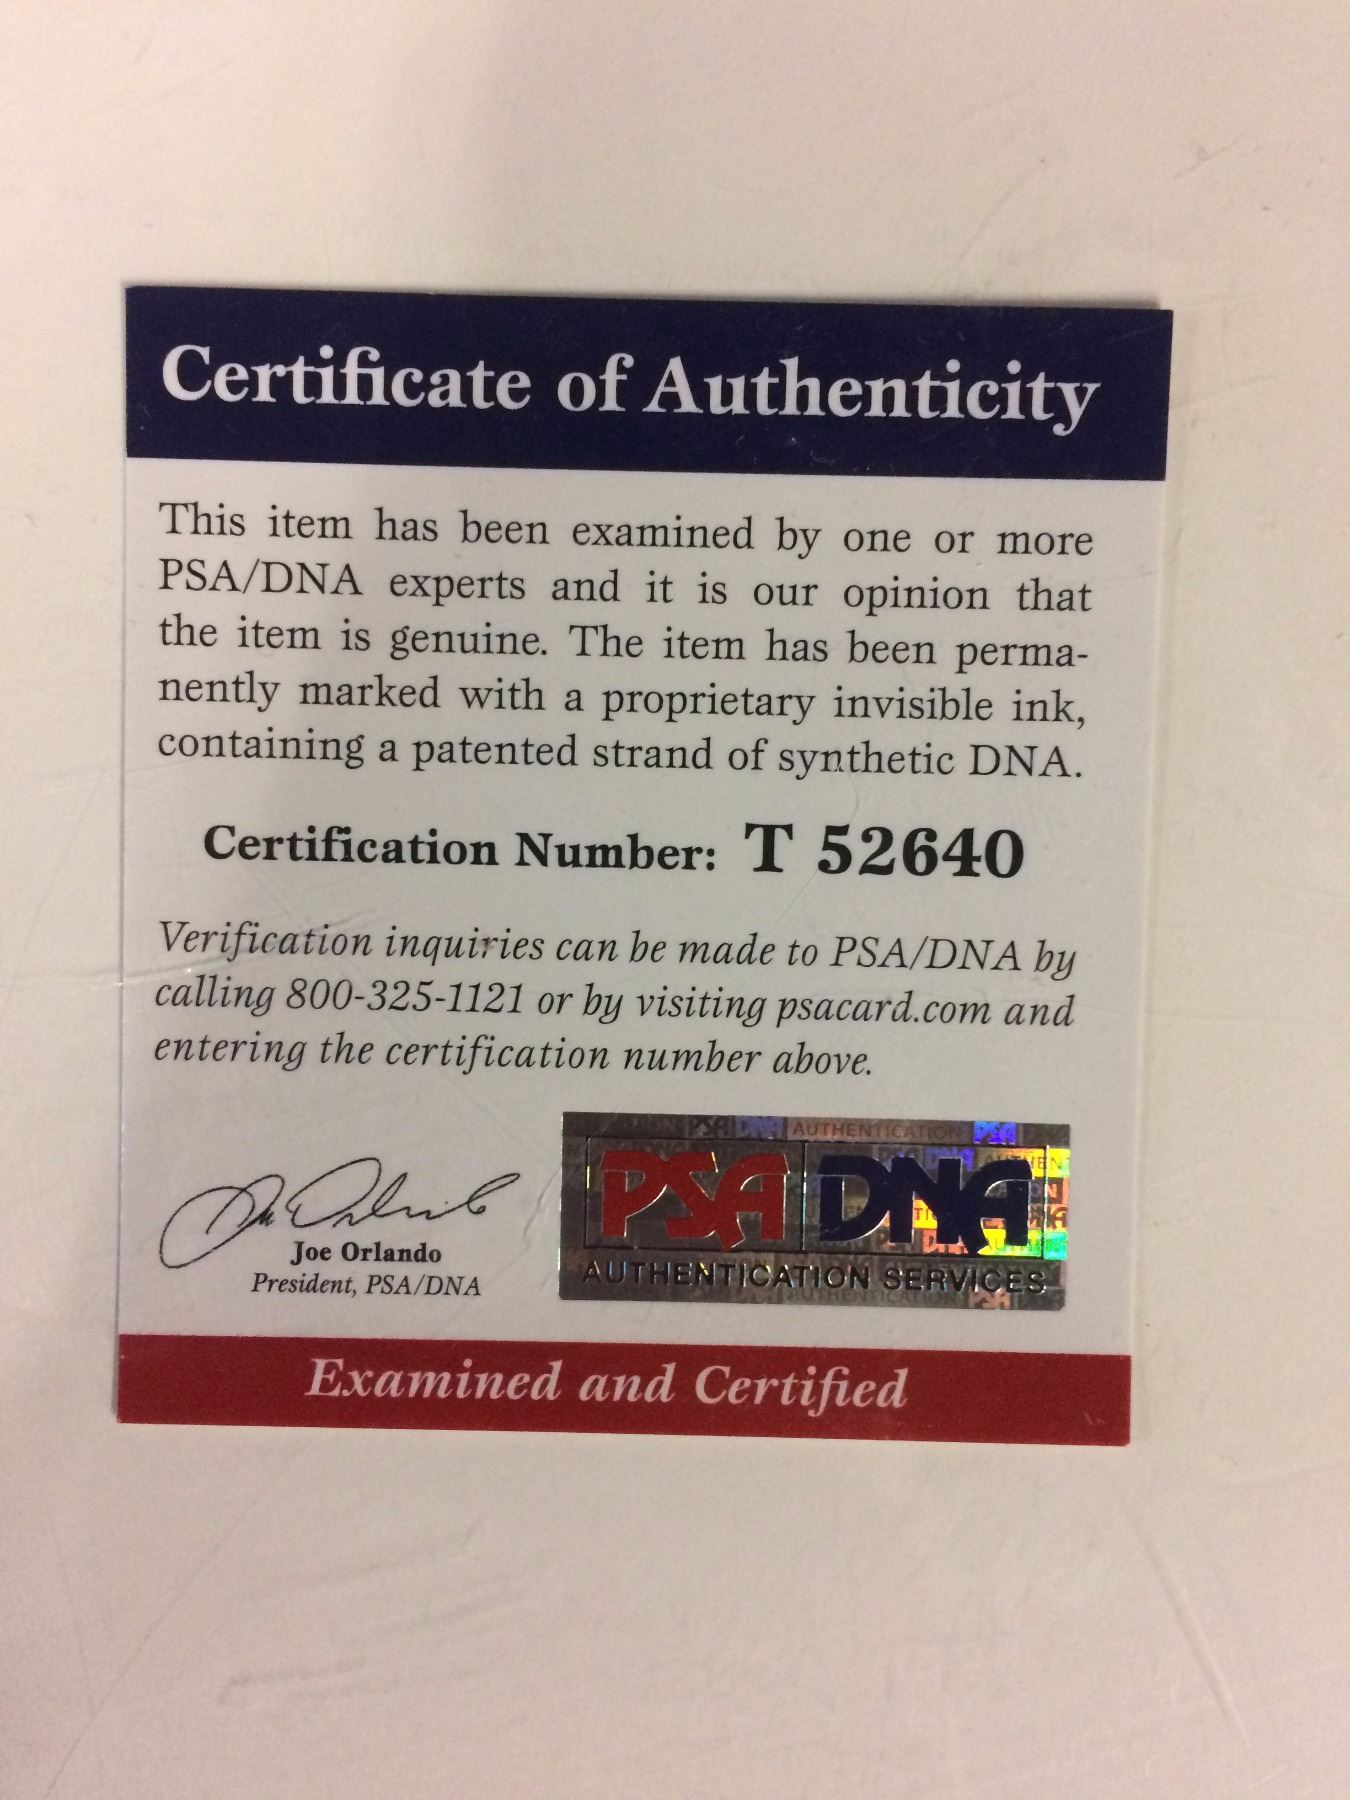 Certificate of Authenticity
This item has been examined by one or more
PSA/DNA experts and it is our opinion that
the item is genuine. The item has been perma-
nently marked with a proprietary invisible ink,
containing a patented strand of synthetic DNA.
Certification Number: T 52640
Verification inquiries can be made to PSA/DNA by
calling 800-325-1121 or by visiting psacard.com and
entering the certification number above.
Joe Orlando
President, PSA/DNA
PSA DNA
AUTHENTICATION SERVICES
Examined and Certified